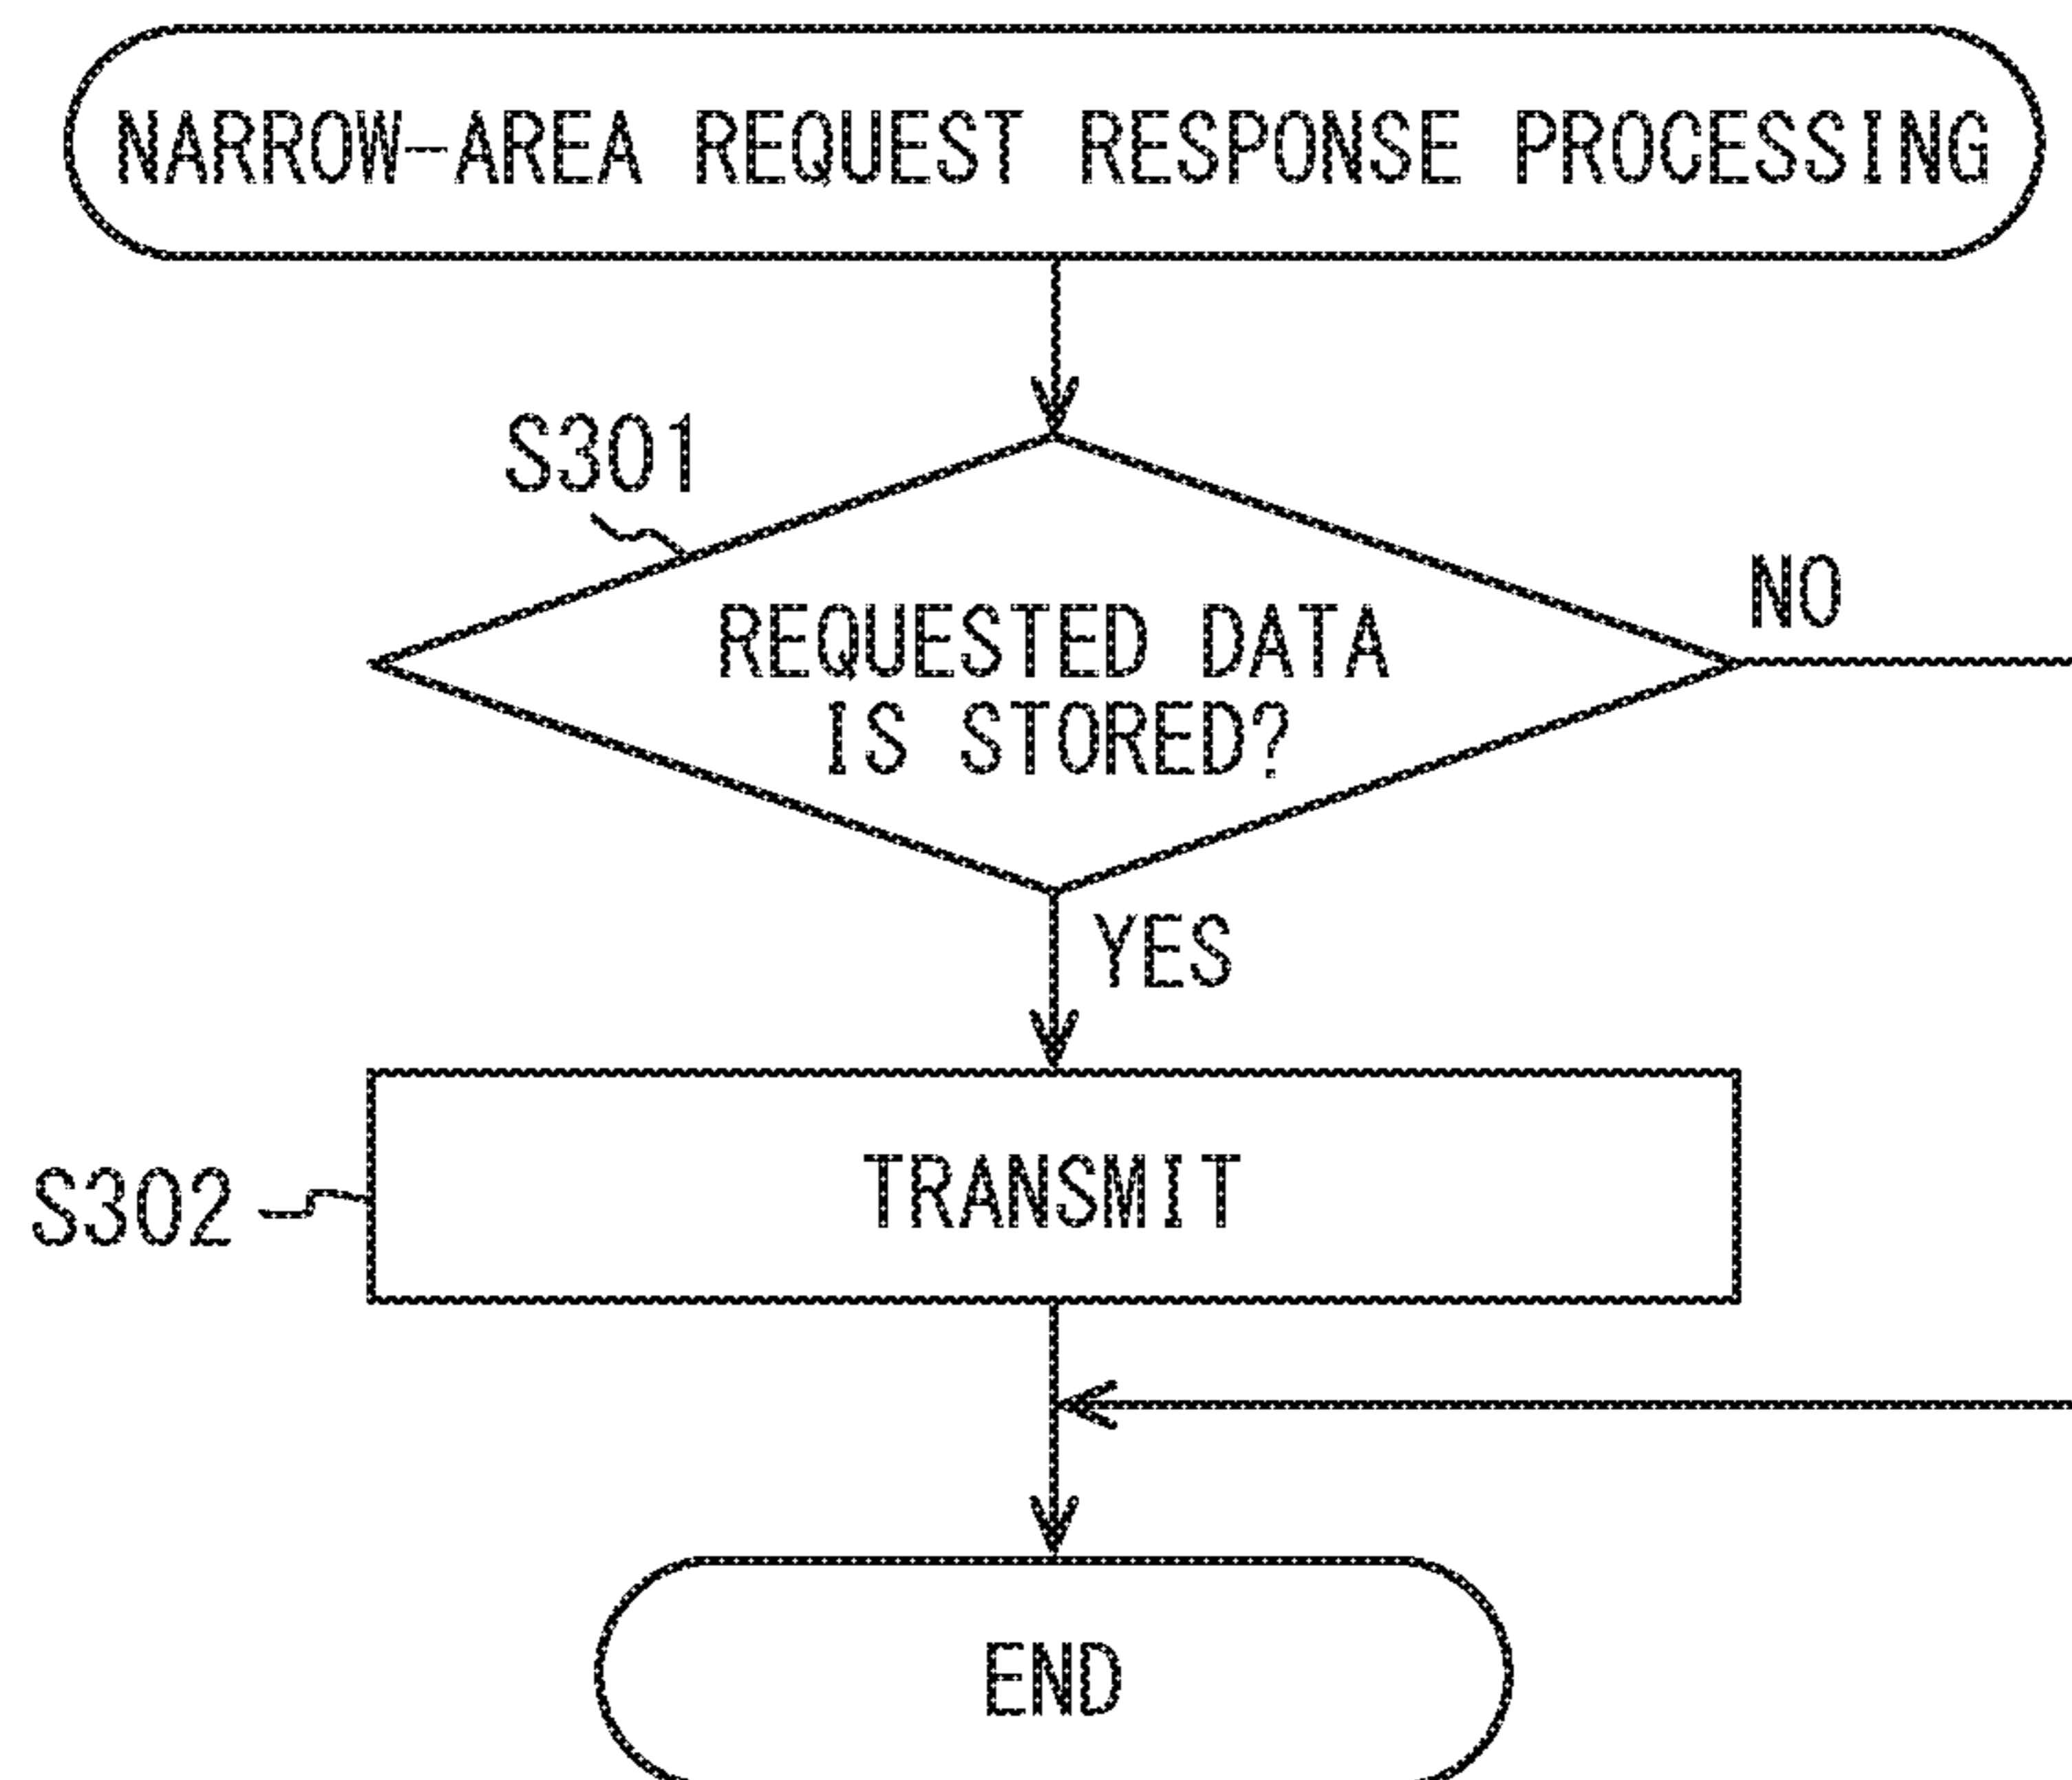 NARROW-AREA REQUEST RESPONSE PROCESSING
S301
NO
REQUESTED DATA
IS STORED?
YES
TRANSMIT
S302
END